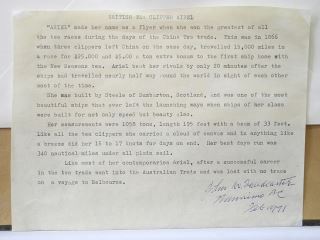 BRITISH TEA CLIPPER ARIEL
"ARIEL" made her name as a flyer when she won the greatest of all
the tea races during the days of the China Tea trade. This was in 1866
when three clippers left China on the same day, travelled 15,000 miles in
a race for £25,000 and £5.00 a ton extra bonus to the first ship home with
the New Seasons tea. Ariel beat her rivals by only 20 minutes after the
ships had travelled half way round the world in sight of each other
most of the time.
She was built by Steele of Dumbarton, Scotland, and was one of the most
beautiful ships that ever left the launching ways when ships of her class
were built for not only speed but beauty also.
Her measurements were 1058 tons, length 195 feet with a beam of 33 feet.
Like all the tea clippers she carried a cloud of canvas and in anything like
a breeze did her 16 to 17 knots for days on end. Her best days run was
340 nautical miles under all plain sail.
Like most of her contemporaries Ariel, after a successful career
in the tea trade went into the Australian Trade and was lost with no trace
on a voyage to Melbourne.
John W.
Nanaimo B.C.
Feb